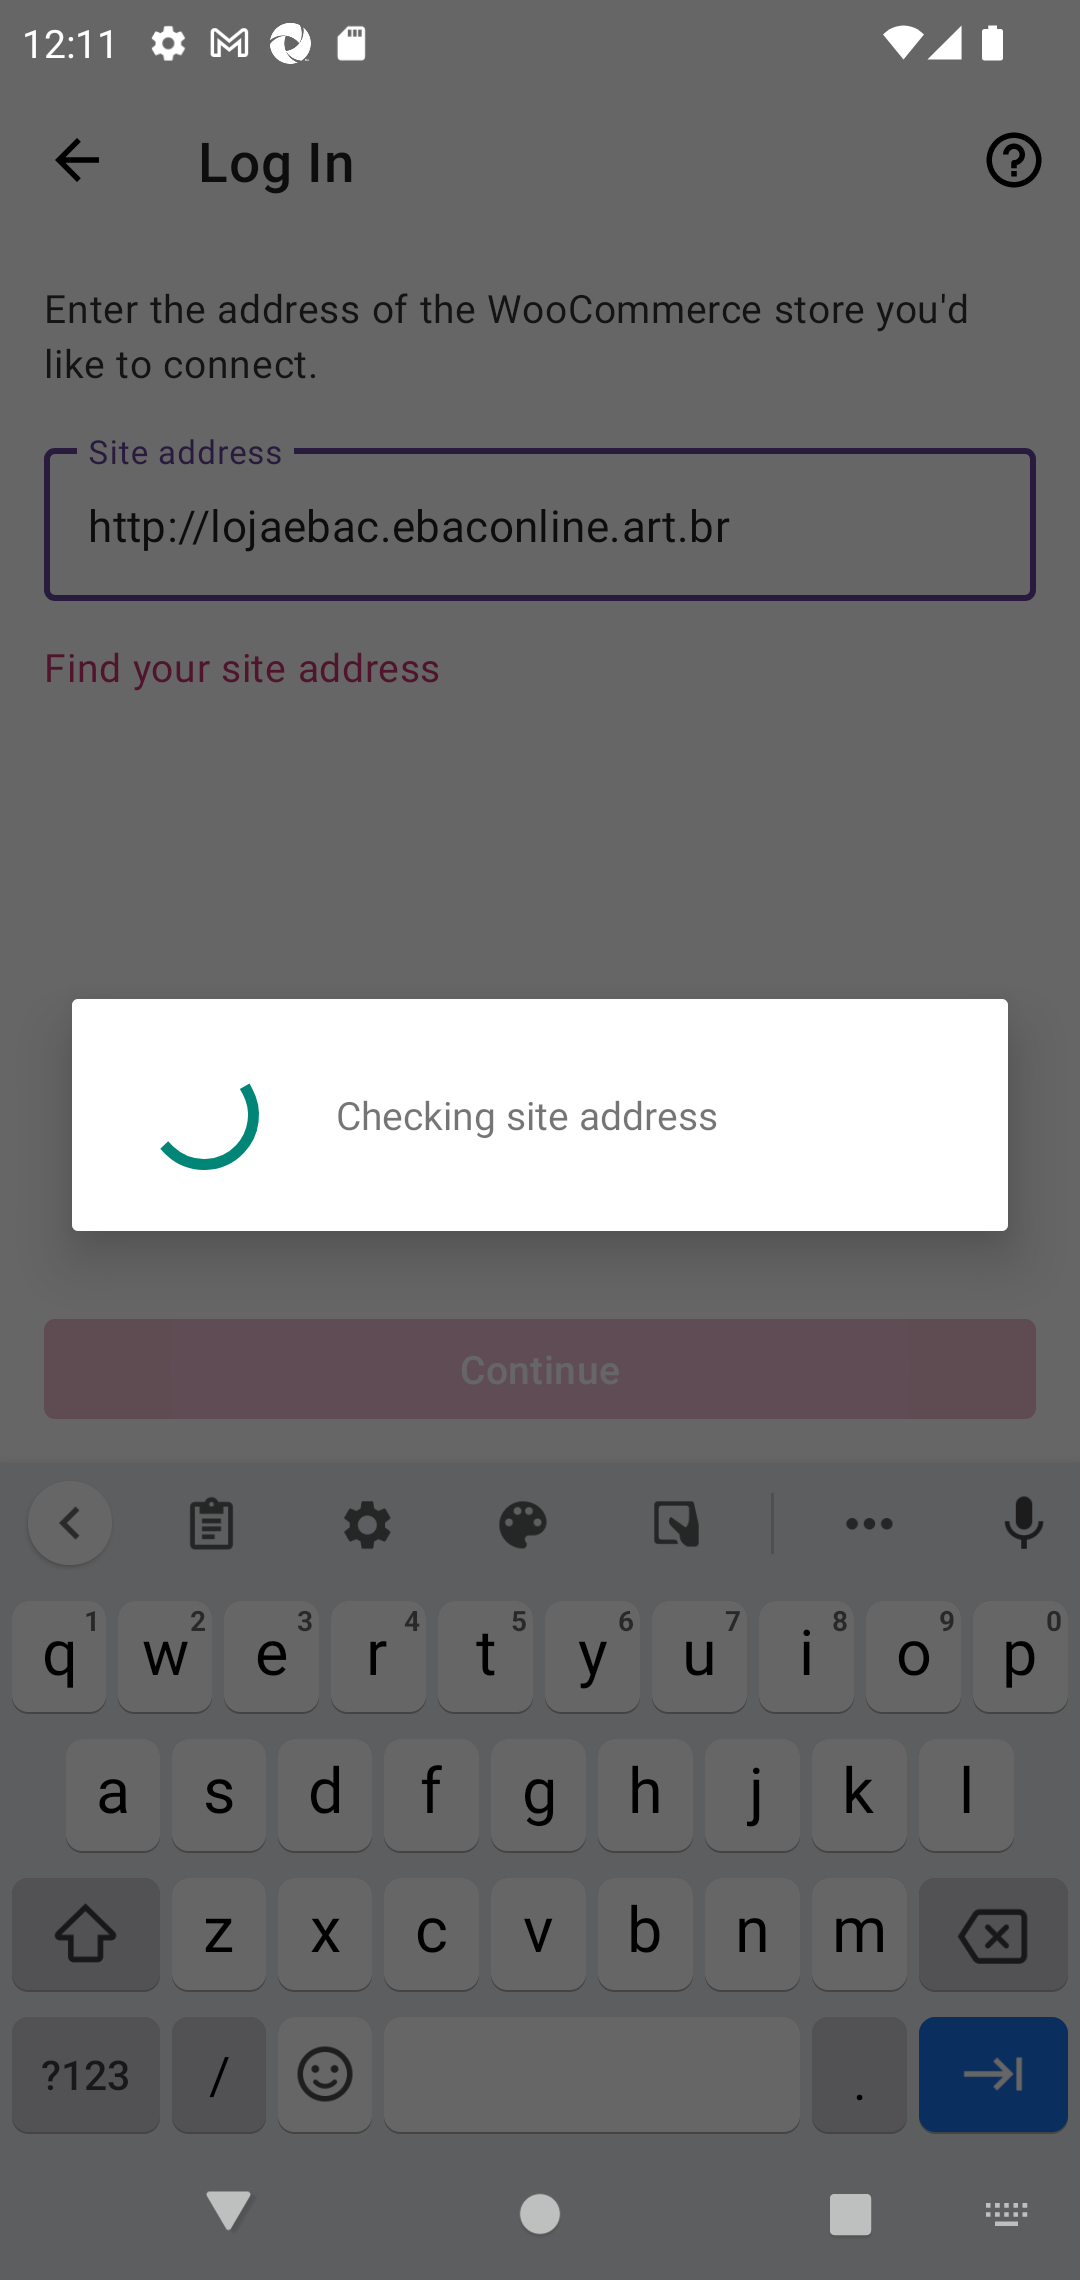 12:11
Log In
Enter the address of the WooCommerce store you'd
like to connect.
Site address
http://lojaebac.ebaconline.art.br
Find your site address
Checking site address
Continue
q 1 w 2 e 3 r 4 t 5 y 6 u 7 i 8 o 9 p 0
a s d f g h j k l
z x c v b n m
?123 / .